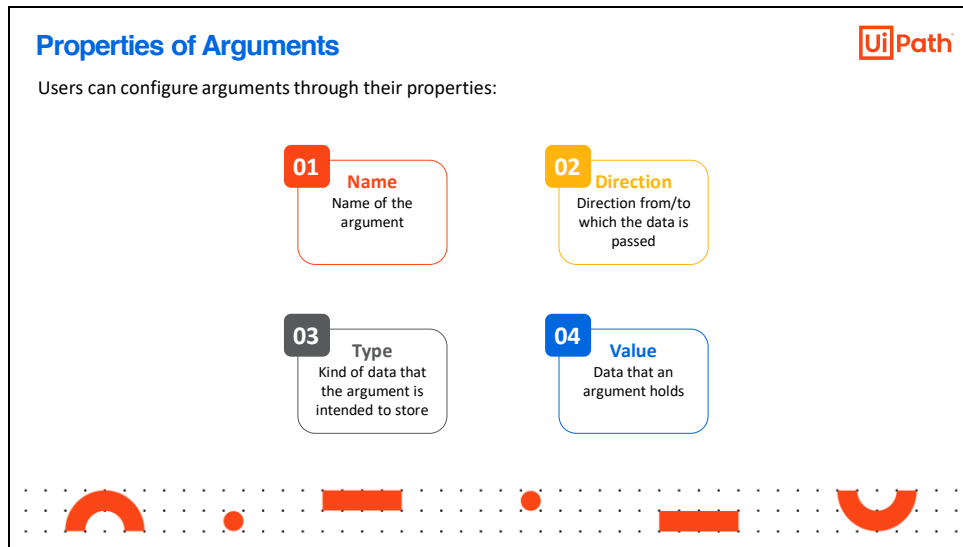 Properties of Arguments
UiPath
Users can configure arguments through their properties:
01
Name
Name of the
argument
02
Direction
Direction from/to
which the data is
passed
03
Type
Kind of data that
the argument is
intended to store
04
Value
Data that an
argument holds